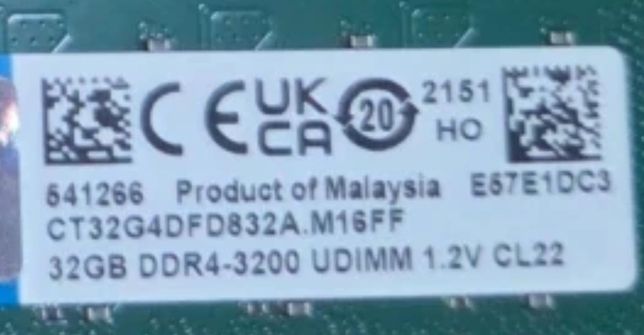 CE UK CA 20 2151
HO
541266 Product of Malaysia E57E1DC3
CT32G4DFD832A.M16FF
32GB DDR4-3200 UDIMM 1.2V CL22